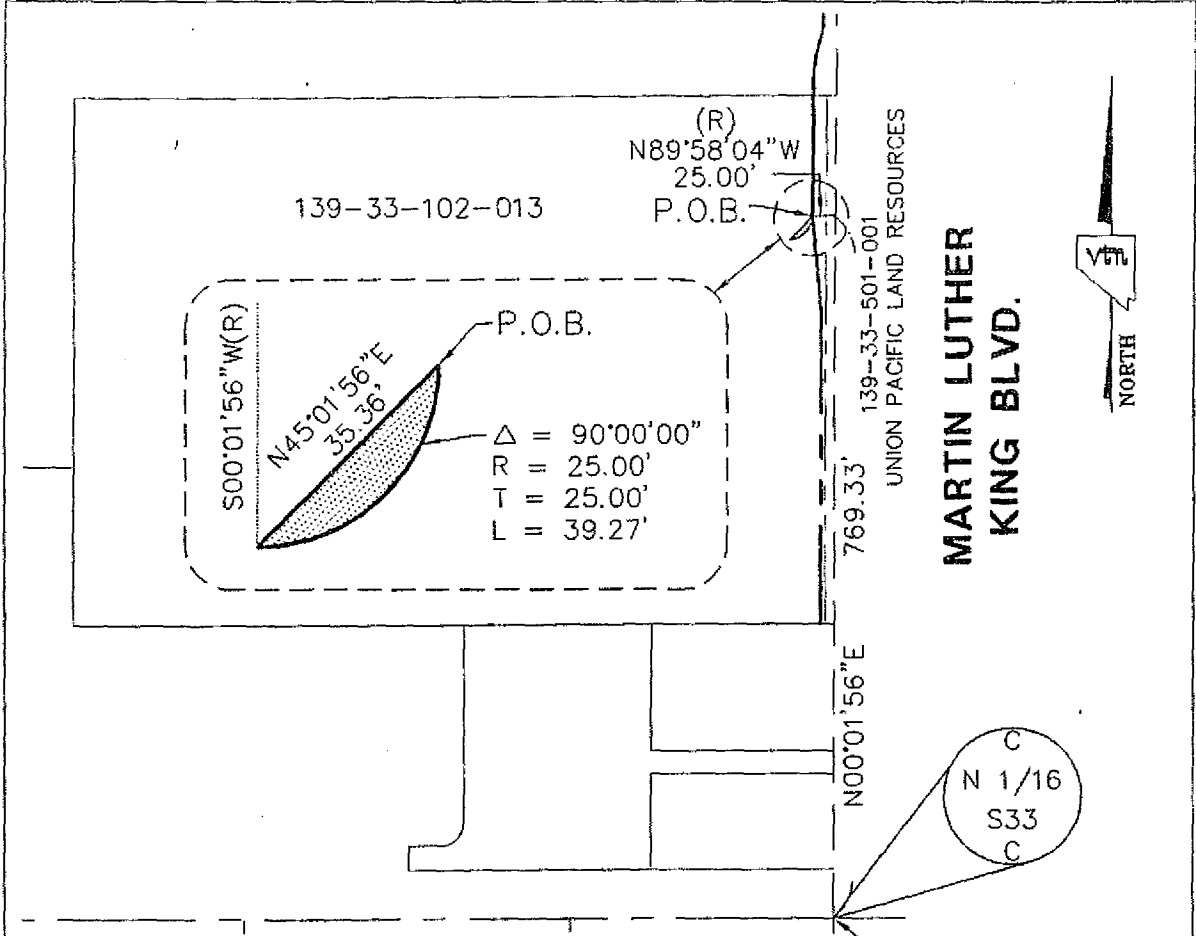 (R)
N89°58'04"W
25.00'
P.O.B.
139-33-102-013
S00°01'56"W(R)
N45°01'56"E
35.36'
P.O.B.
Δ = 90°00'00"
R = 25.00'
T = 25.00'
L = 39.27'
N00°01'56"E
769.33'
139-33-501-001
UNION PACIFIC LAND RESOURCES
MARTIN LUTHER
KING BLVD.
vtn
NORTH
C
N 1/16
S33
C